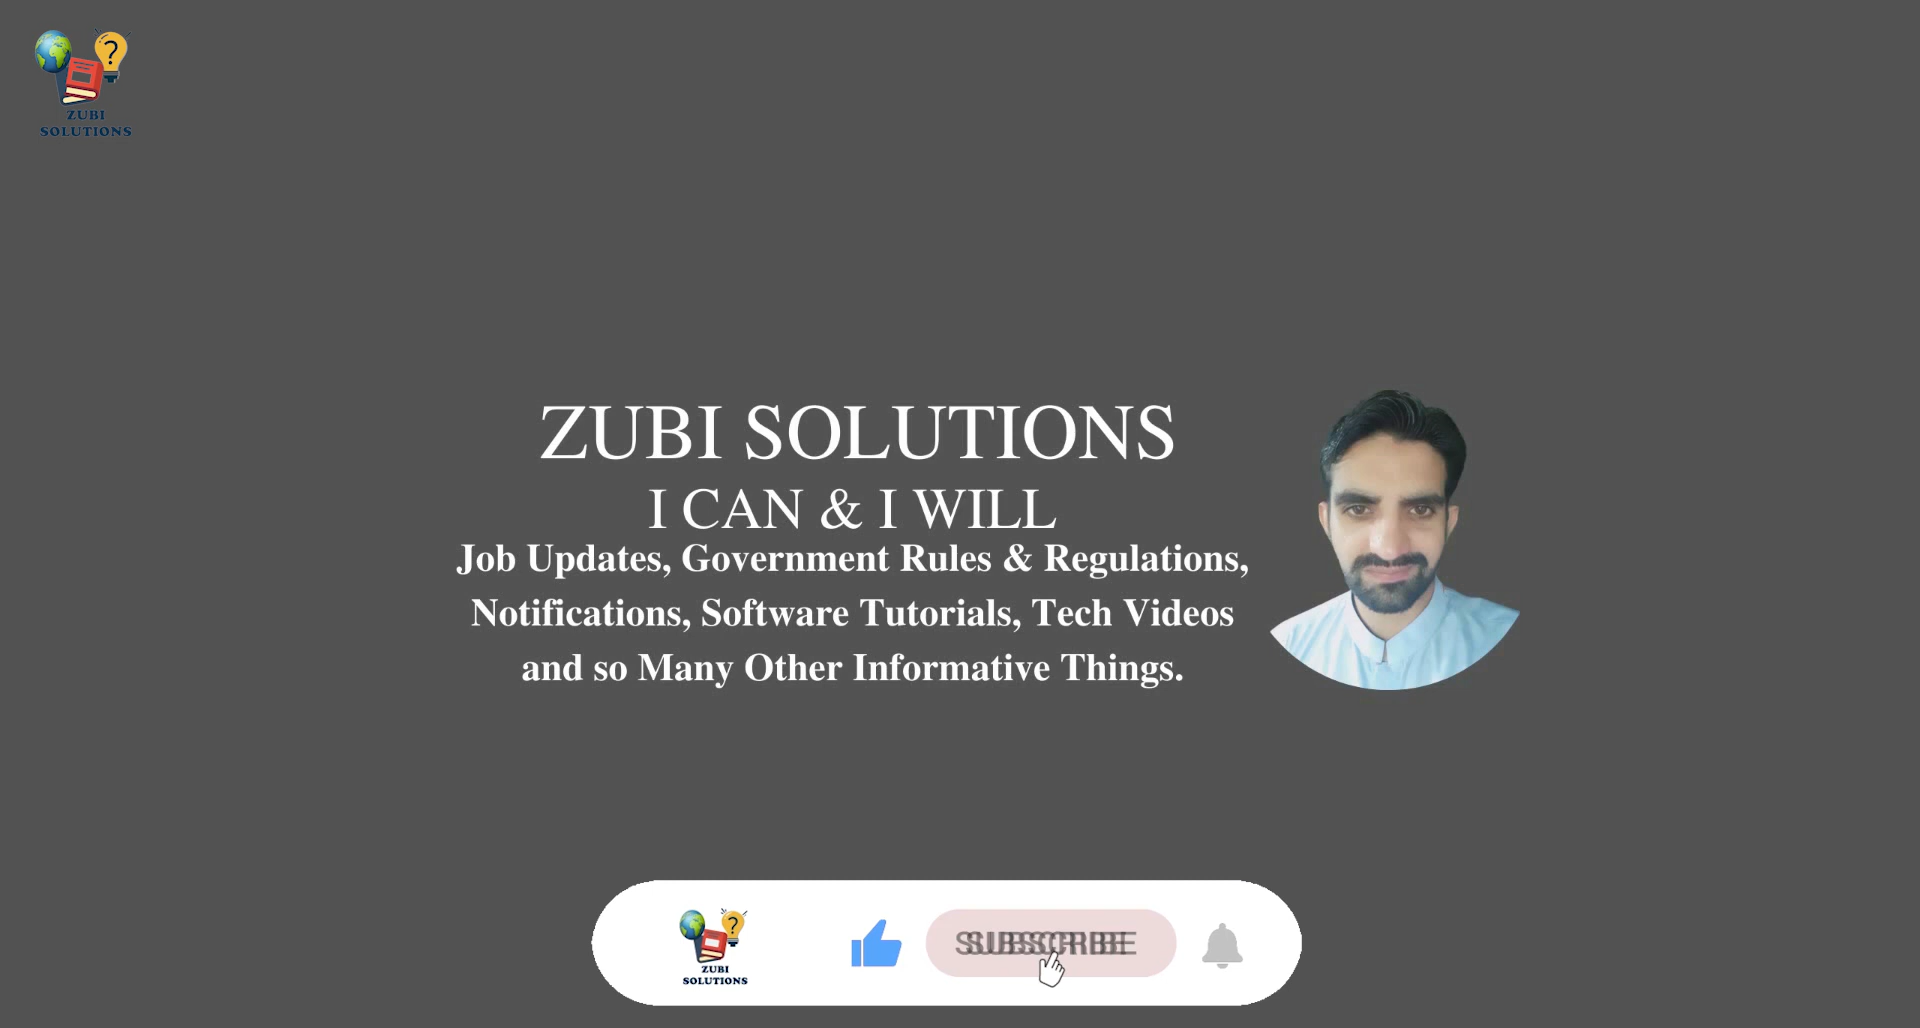 ?
ZUBI
SOLUTIONS
ZUBI SOLUTIONS
I CAN & I WILL
Job Updates, Government Rules & Regulations,
Notifications, Software Tutorials, Tech Videos
and so Many Other Informative Things.
?
ZUBI
SOLUTIONS
SUBSCRIBE